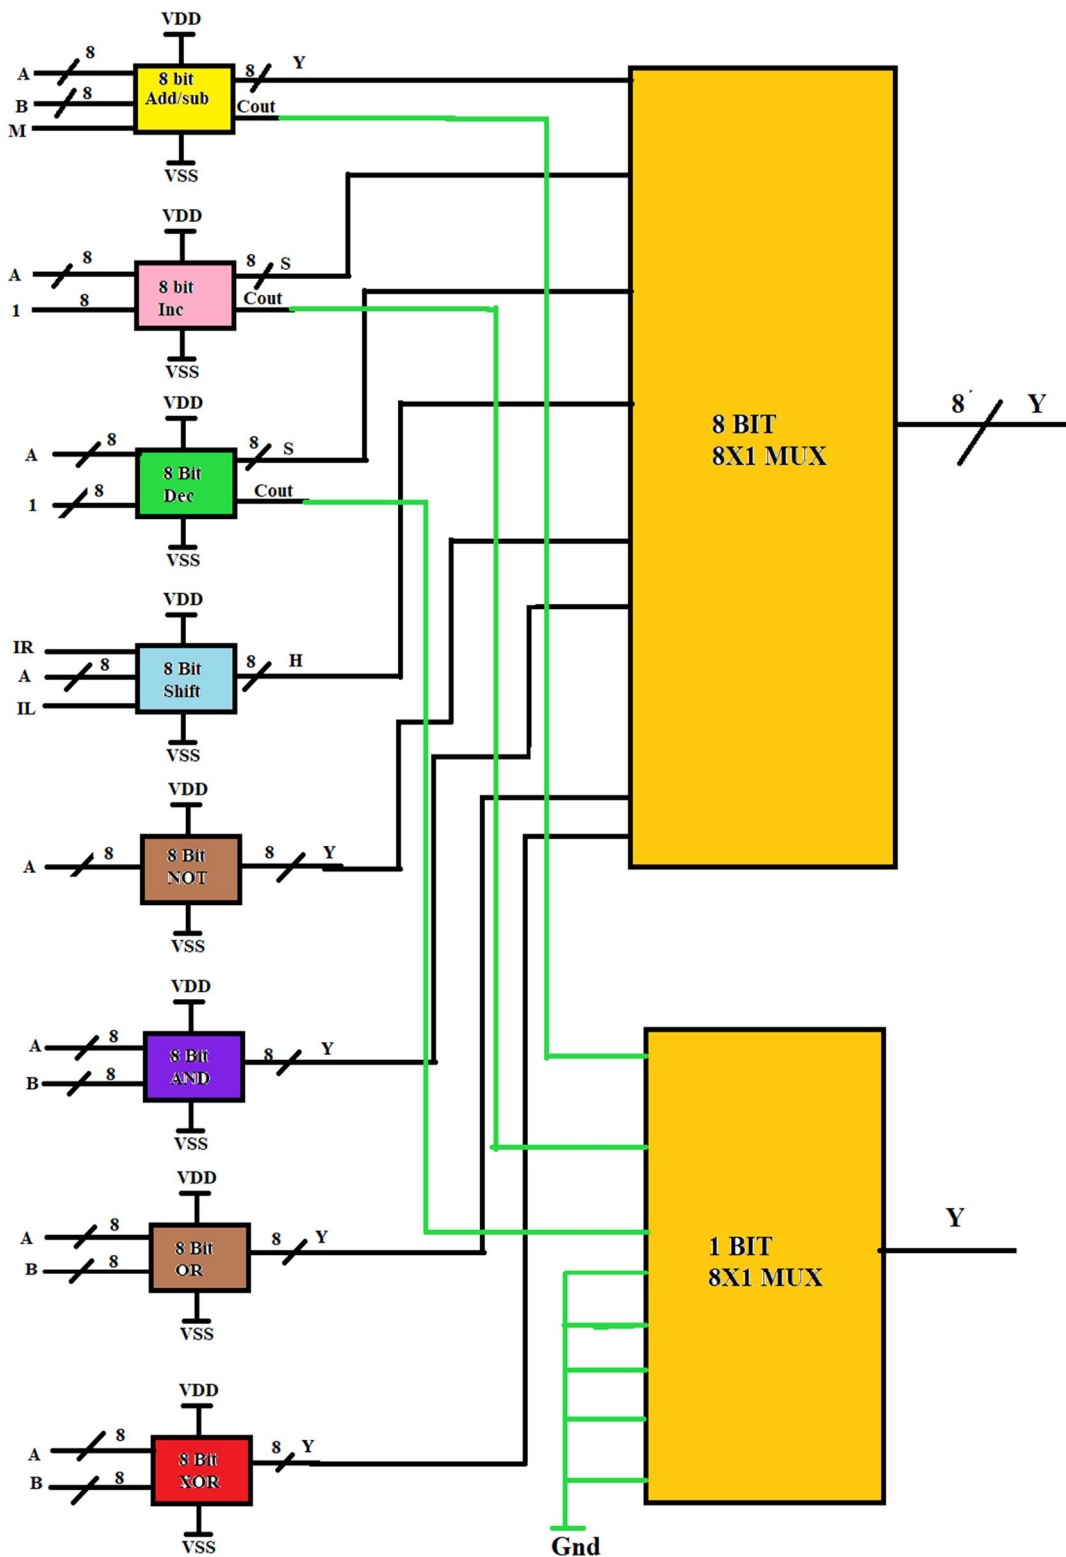 VDD
A
8
B
8
M
8 bit
Add/sub
8
Y
Cout
VSS
VDD
A
8
1
8
8 bit
Inc
8
S
Cout
VSS
VDD
A
8
1
8
8 Bit
Dec
8
S
Cout
VSS
VDD
IR
A
8
IL
8 Bit
Shift
8
H
VSS
VDD
A
8
8 Bit
NOT
8
Y
VSS
VDD
A
8
B
8
8 Bit
AND
8
Y
VSS
VDD
A
8
B
8
8 Bit
OR
8
Y
VSS
VDD
A
8
B
8
8 Bit
XOR
8
Y
VSS
8 BIT
8X1 MUX
8
Y
1 BIT
8X1 MUX
Y
Gnd